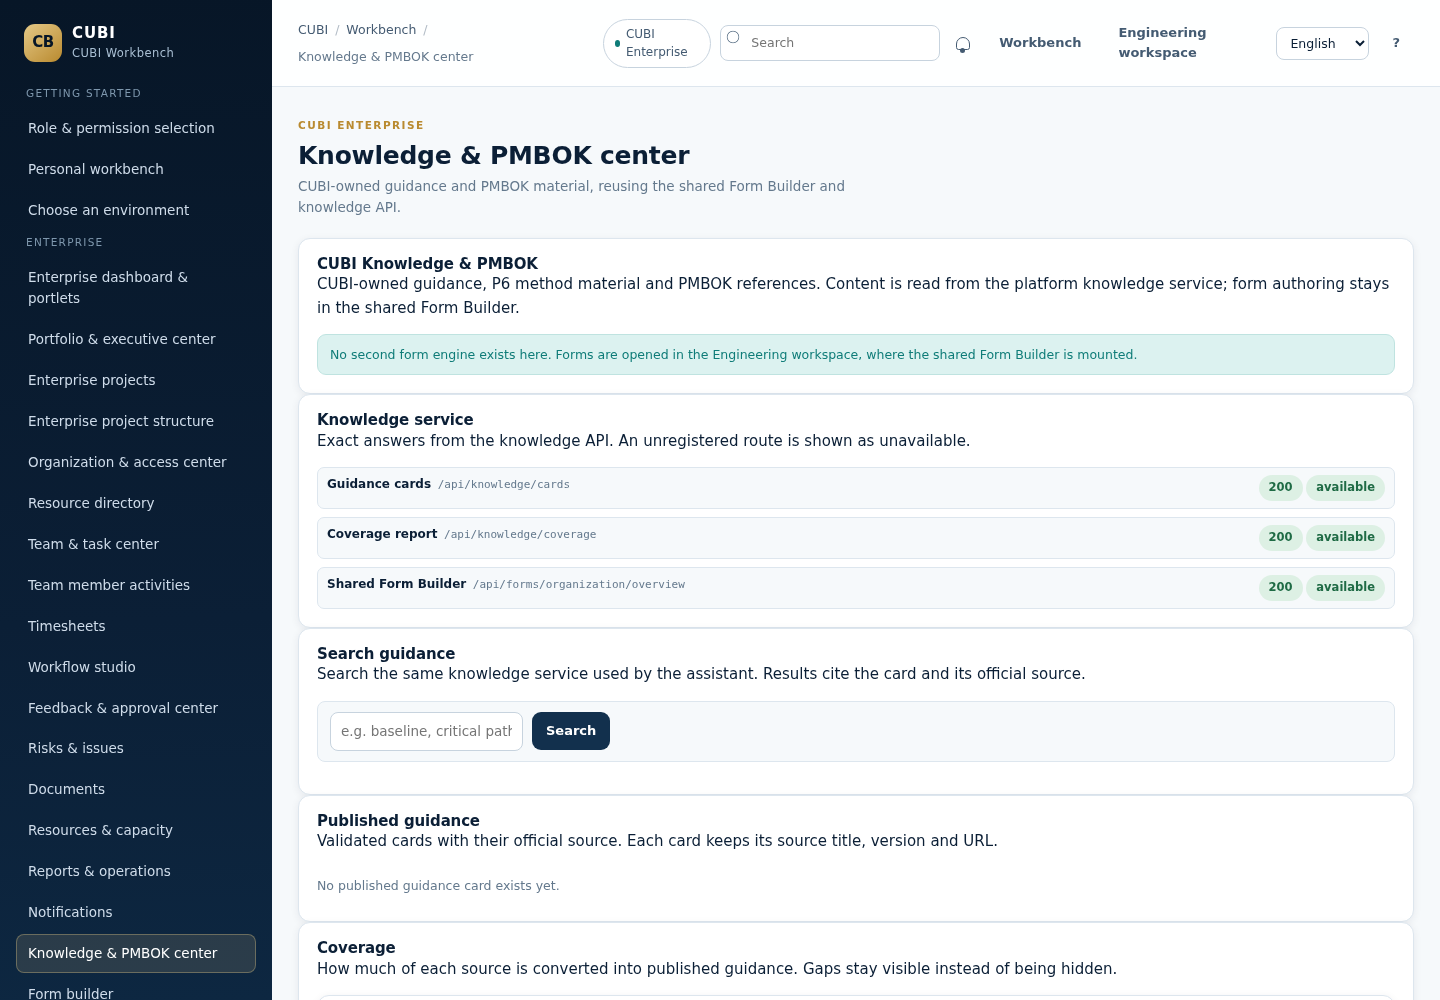 CB
CUBI
CUBI Workbench
GETTING STARTED
Role & permission selection
Personal workbench
Choose an environment
ENTERPRISE
Enterprise dashboard &
portlets
Portfolio & executive center
Enterprise projects
Enterprise project structure
Organization & access center
Resource directory
Team & task center
Team member activities
Timesheets
Workflow studio
Feedback & approval center
Risks & issues
Documents
Resources & capacity
Reports & operations
Notifications
Knowledge & PMBOK center
Form builder
CUBI / Workbench /
Knowledge & PMBOK center
CUBI
Enterprise
Search
Workbench
Engineering
workspace
English
?
CUBI ENTERPRISE
Knowledge & PMBOK center
CUBI-owned guidance and PMBOK material, reusing the shared Form Builder and
knowledge API.
CUBI Knowledge & PMBOK
CUBI-owned guidance, P6 method material and PMBOK references. Content is read from the platform knowledge service; form authoring stays
in the shared Form Builder.
No second form engine exists here. Forms are opened in the Engineering workspace, where the shared Form Builder is mounted.
Knowledge service
Exact answers from the knowledge API. An unregistered route is shown as unavailable.
Guidance cards /api/knowledge/cards 200 available
Coverage report /api/knowledge/coverage 200 available
Shared Form Builder /api/forms/organization/overview 200 available
Search guidance
Search the same knowledge service used by the assistant. Results cite the card and its official source.
e.g. baseline, critical path Search
Published guidance
Validated cards with their official source. Each card keeps its source title, version and URL.
No published guidance card exists yet.
Coverage
How much of each source is converted into published guidance. Gaps stay visible instead of being hidden.